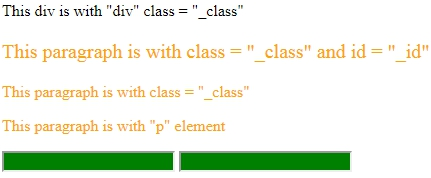 This div is with "div" class = "_class"
This paragraph is with class = "_class" and id = "_id"
This paragraph is with class = "_class"
This paragraph is with "p" element